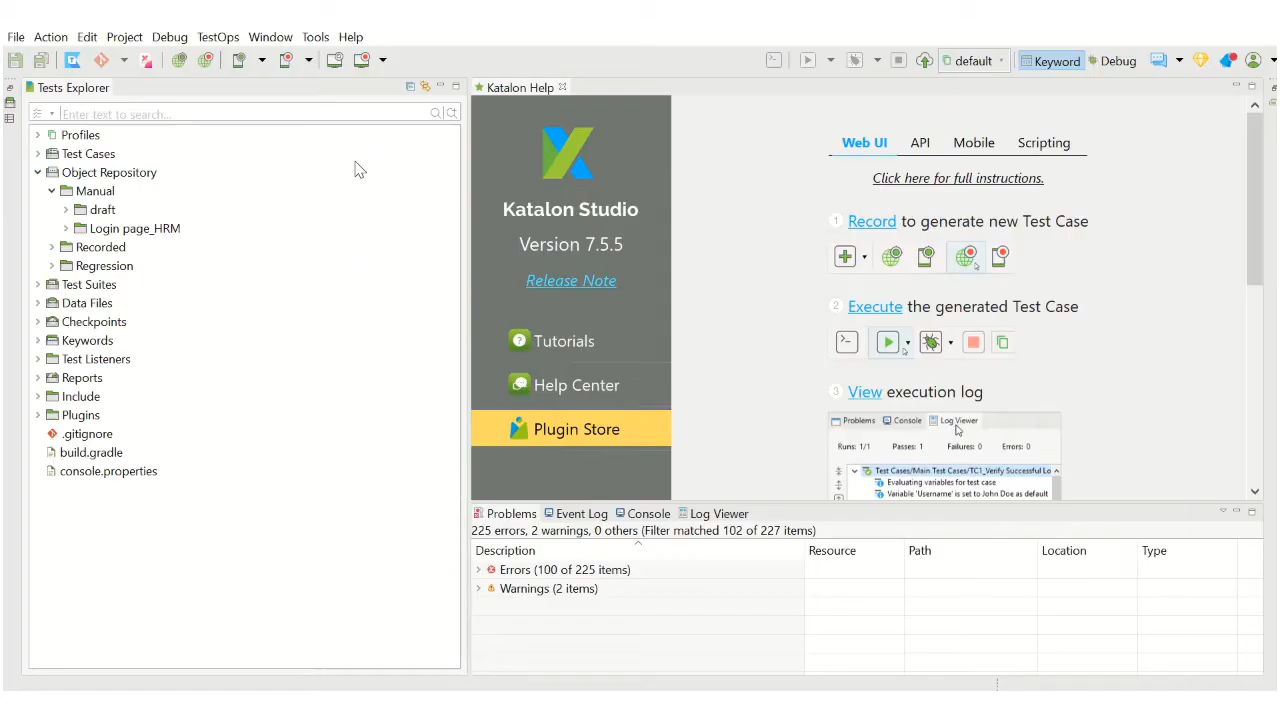 File Action Edit Project Debug TestOps Window Tools Help
default
Keyword
Debug
Tests Explorer
Enter text to search...
Profiles
Test Cases
Object Repository
Manual
draft
Login page_HRM
Recorded
Regression
Test Suites
Data Files
Checkpoints
Keywords
Test Listeners
Reports
Include
Plugins
.gitignore
build.gradle
console.properties
Katalon Help
Katalon Studio
Version 7.5.5
Release Note
Tutorials
Help Center
Plugin Store
Web UI API Mobile Scripting
Click here for full instructions.
1 Record to generate new Test Case
2 Execute the generated Test Case
3 View execution log
Problems Console Log Viewer
Runs: 1/1 Passes: 1 Failures: 0 Errors: 0
Test Cases/Main Test Cases/TC1_Verify Successful Lo
Evaluating variables for test case
Variable 'Username' is set to John Doe as default
Problems Event Log Console Log Viewer
225 errors, 2 warnings, 0 others (Filter matched 102 of 227 items)
Description Resource Path Location Type
Errors (100 of 225 items)
Warnings (2 items)